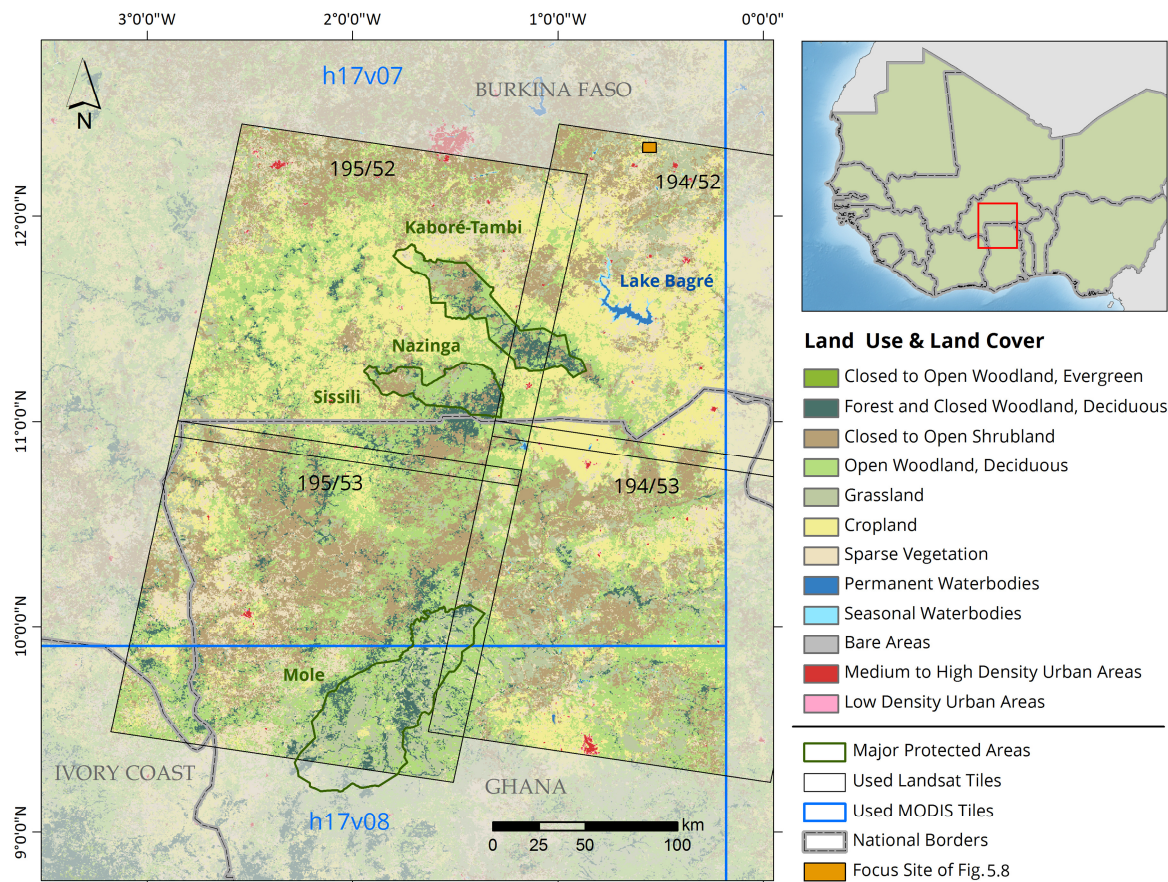 3°0'0"W
2°0'0"W
1°0'0"W
0°0'0"
12°0'0"N
11°0'0"N
10°0'0"N
9°0'0"N
N
h17v07
BURKINA FASO
195/52
194/52
Kaboré-Tambi
Lake Bagré
Nazinga
Sissili
195/53
194/53
Mole
IVORY COAST
GHANA
h17v08
km
0 25 50 100
Land Use & Land Cover
Closed to Open Woodland, Evergreen
Forest and Closed Woodland, Deciduous
Closed to Open Shrubland
Open Woodland, Deciduous
Grassland
Cropland
Sparse Vegetation
Permanent Waterbodies
Seasonal Waterbodies
Bare Areas
Medium to High Density Urban Areas
Low Density Urban Areas
Major Protected Areas
Used Landsat Tiles
Used MODIS Tiles
National Borders
Focus Site of Fig.5.8